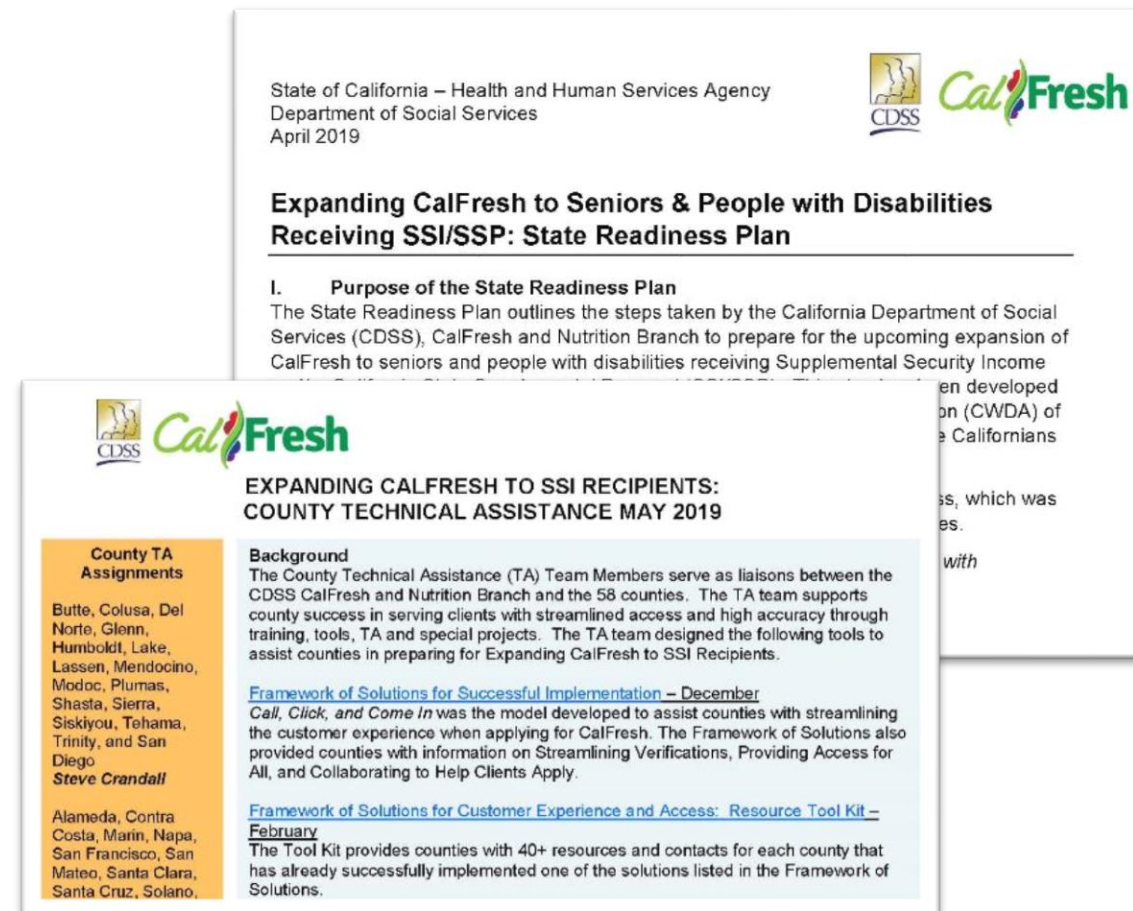 State of California – Health and Human Services Agency
Department of Social Services
April 2019
CDSS
CalFresh
Expanding CalFresh to Seniors & People with Disabilities
Receiving SSI/SSP: State Readiness Plan
I. Purpose of the State Readiness Plan
The State Readiness Plan outlines the steps taken by the California Department of Social
Services (CDSS), CalFresh and Nutrition Branch to prepare for the upcoming expansion of
CalFresh to seniors and people with disabilities receiving Supplemental Security Income
en developed
on (CWDA) of
e Californians
ss, which was
es.
with
CDSS
CalFresh
EXPANDING CALFRESH TO SSI RECIPIENTS:
COUNTY TECHNICAL ASSISTANCE MAY 2019
County TA
Assignments
Butte, Colusa, Del
Norte, Glenn,
Humboldt, Lake,
Lassen, Mendocino,
Modoc, Plumas,
Shasta, Sierra,
Siskiyou, Tehama,
Trinity, and San
Diego
Steve Crandall
Alameda, Contra
Costa, Marin, Napa,
San Francisco, San
Mateo, Santa Clara,
Santa Cruz, Solano,
Background
The County Technical Assistance (TA) Team Members serve as liaisons between the
CDSS CalFresh and Nutrition Branch and the 58 counties. The TA team supports
county success in serving clients with streamlined access and high accuracy through
training, tools, TA and special projects. The TA team designed the following tools to
assist counties in preparing for Expanding CalFresh to SSI Recipients.
Framework of Solutions for Successful Implementation – December
Call, Click, and Come In was the model developed to assist counties with streamlining
the customer experience when applying for CalFresh. The Framework of Solutions also
provided counties with information on Streamlining Verifications, Providing Access for
All, and Collaborating to Help Clients Apply.
Framework of Solutions for Customer Experience and Access: Resource Tool Kit –
February
The Tool Kit provides counties with 40+ resources and contacts for each county that
has already successfully implemented one of the solutions listed in the Framework of
Solutions.